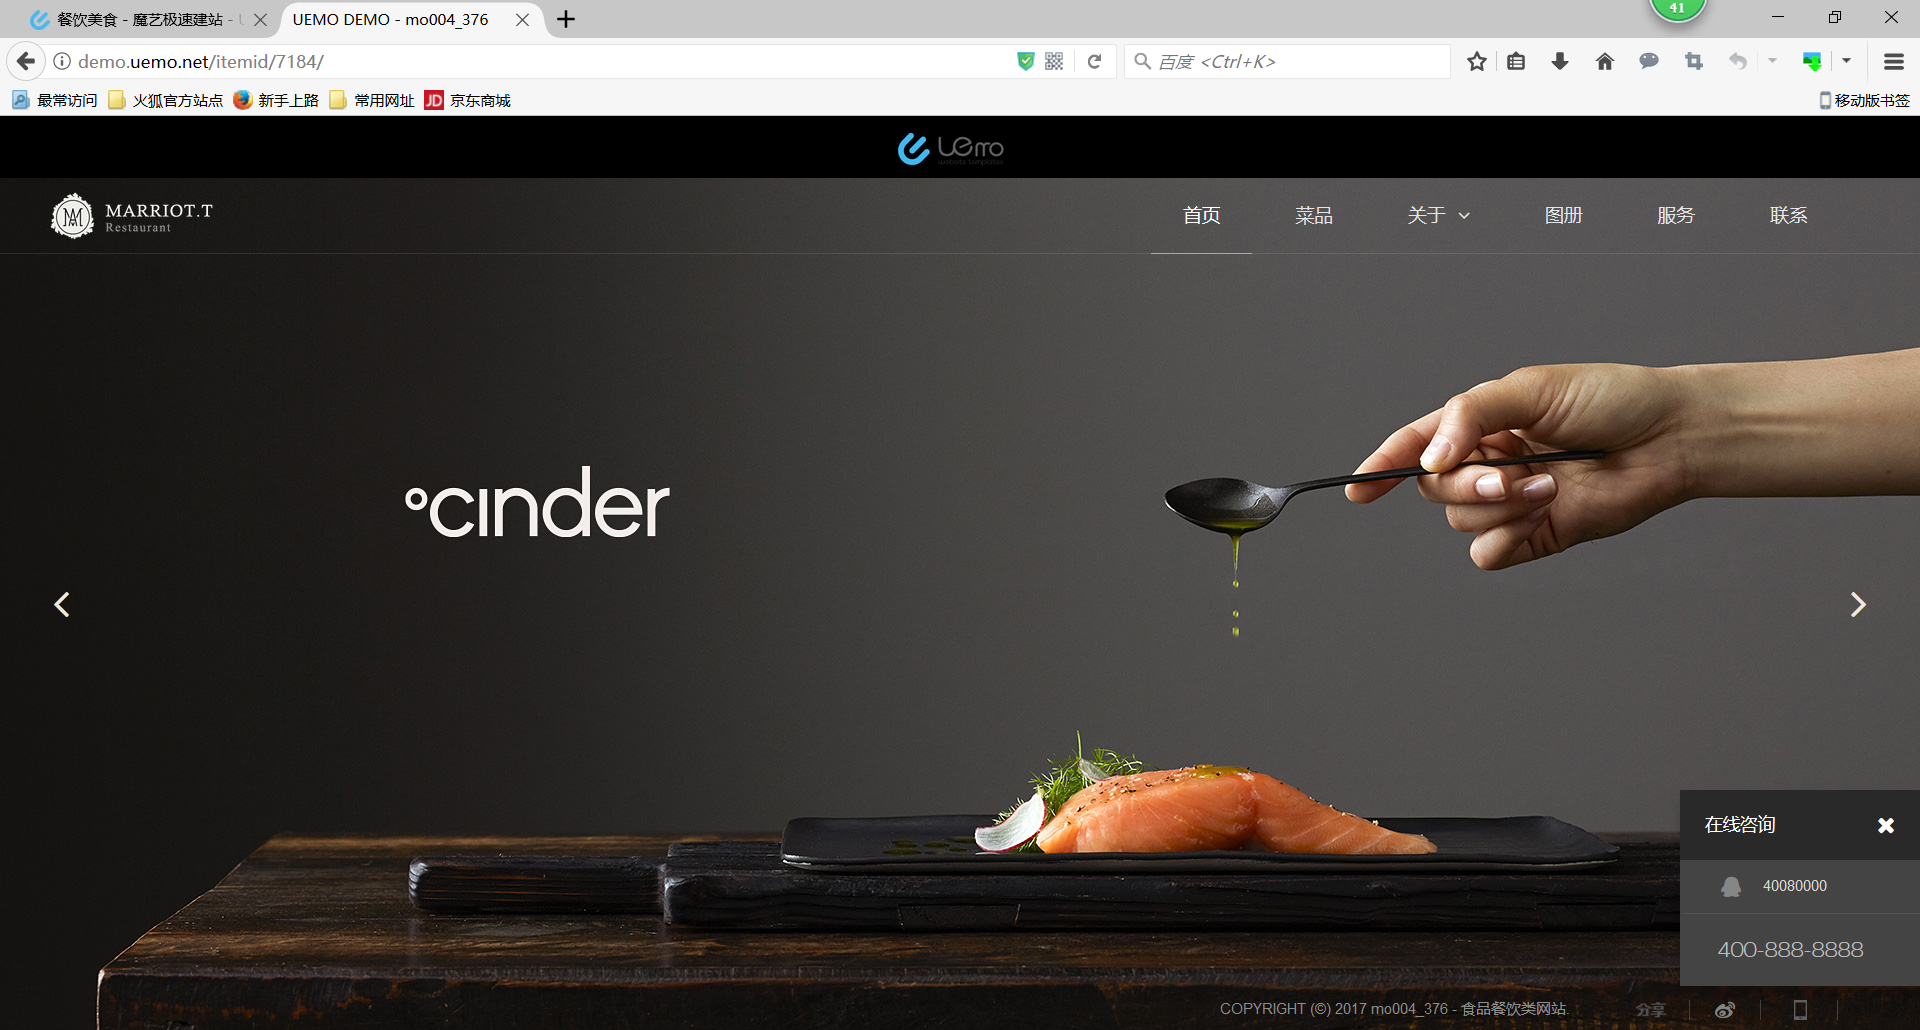 餐饮美食 - 魔艺极速建站 -
UEMO DEMO - mo004_376
41
demo.uemo.net/itemid/7184/
百度 <Ctrl+K>
最常访问
火狐官方站点
新手上路
常用网址
JD 京东商城
移动版书签
uemo
website templates
MARRIOT.T
Restaurant
首页
菜品
关于
图册
服务
联系
°cinder
在线咨询
40080000
400-888-8888
COPYRIGHT (©) 2017 mo004_376 - 食品餐饮类网站.
分享